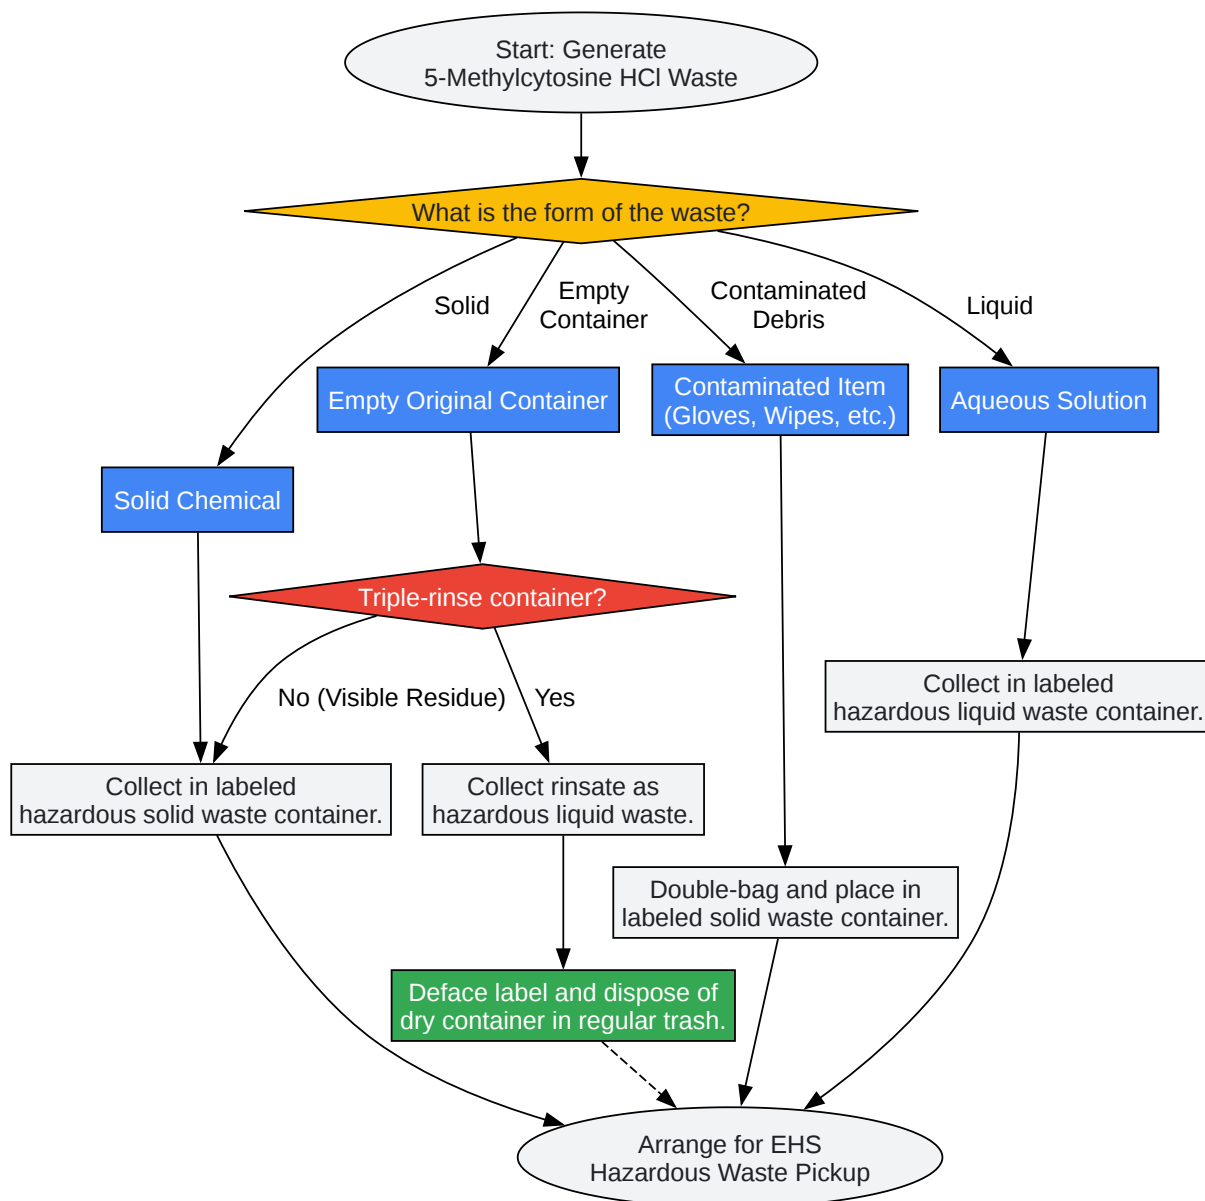 Start: Generate
5-Methylcytosine HCl Waste
What is the form of the waste?
Solid
Empty
Container
Contaminated
Debris
Liquid
Empty Original Container
Contaminated Item
(Gloves, Wipes, etc.)
Aqueous Solution
Solid Chemical
Triple-rinse container?
No (Visible Residue)
Yes
Collect in labeled
hazardous liquid waste container.
Collect in labeled
hazardous solid waste container.
Collect rinsate as
hazardous liquid waste.
Double-bag and place in
labeled solid waste container.
Deface label and dispose of
dry container in regular trash.
Arrange for EHS
Hazardous Waste Pickup